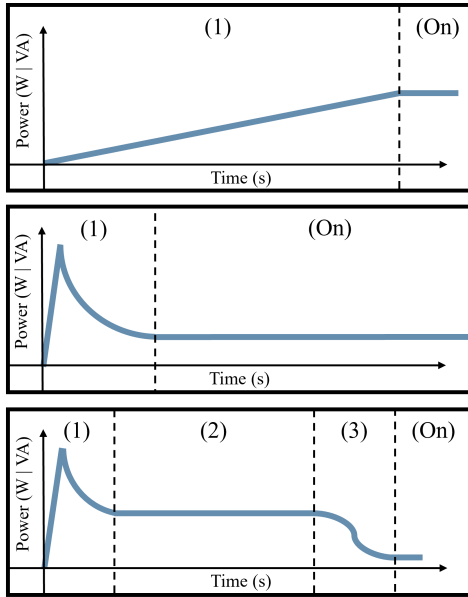 (1) (On)
Power (W | VA)
Time (s)
(1) (On)
Power (W | VA)
Time (s)
(1) (2) (3) (On)
Power (W | VA)
Time (s)